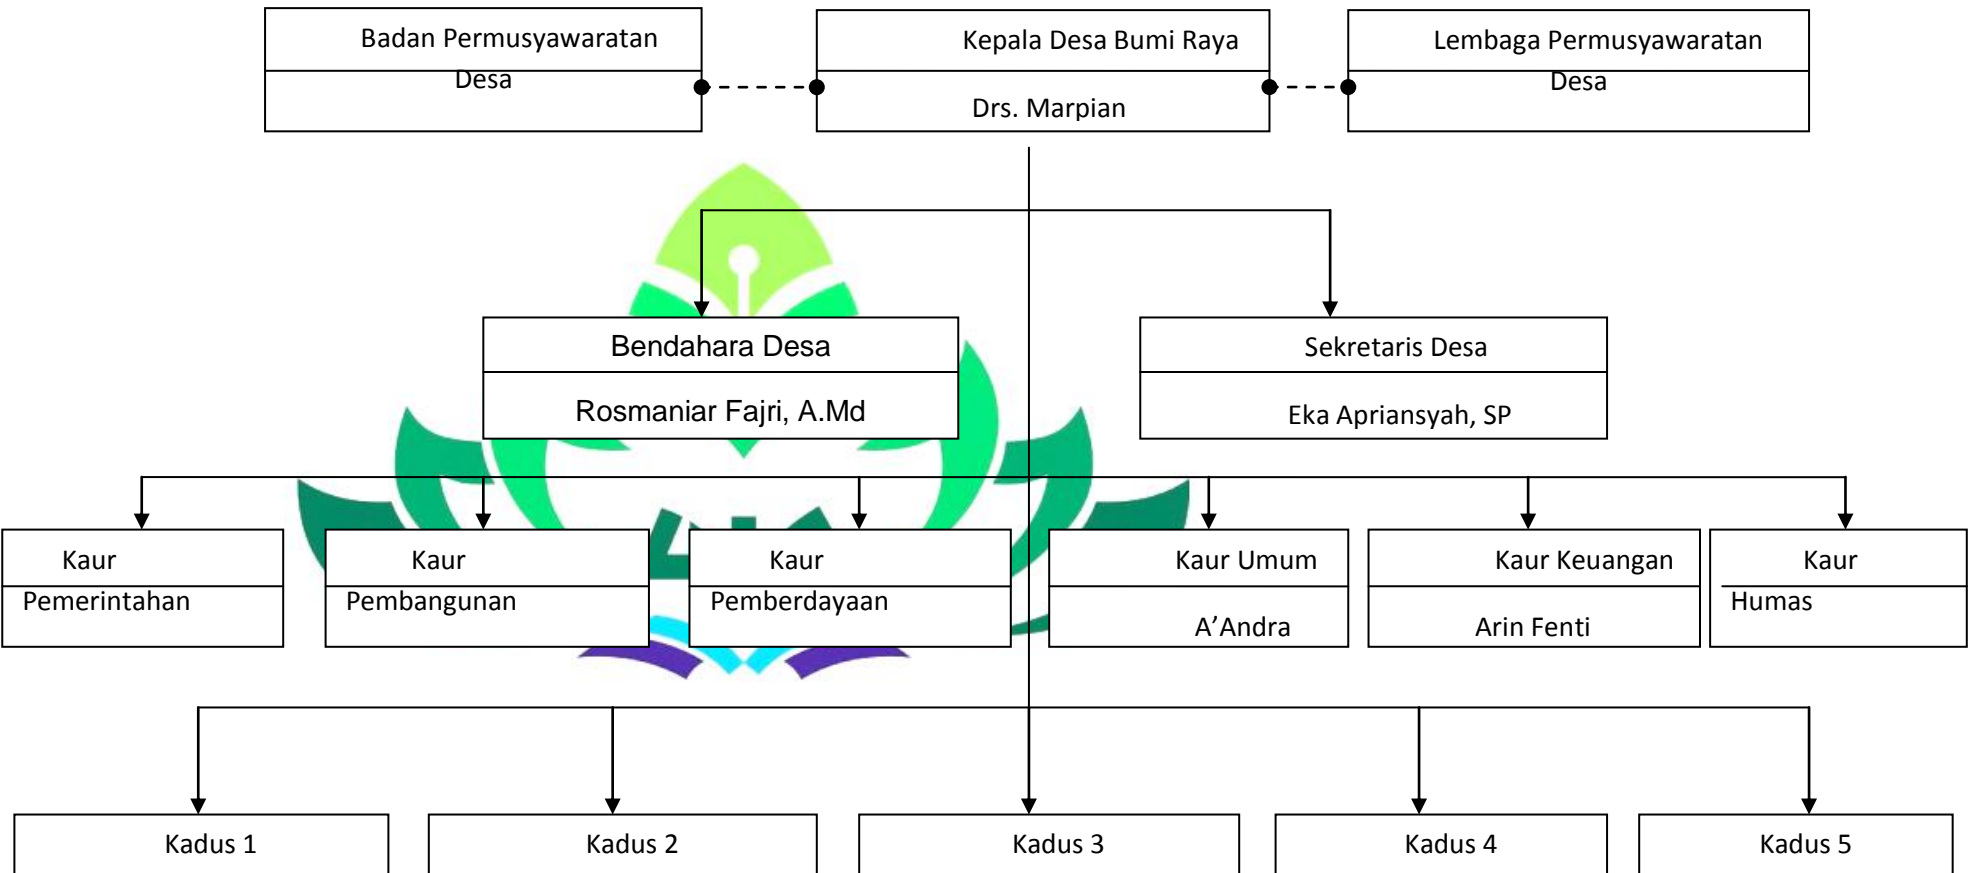 Badan Permusyawaratan
Desa
Kepala Desa Bumi Raya
Drs. Marpian
Lembaga Permusyawaratan
Desa
Bendahara Desa
Rosmaniar Fajri, A.Md
Sekretaris Desa
Eka Apriansyah, SP
Kaur
Pemerintahan
Kaur
Pembangunan
Kaur
Pemberdayaan
Kaur Umum
A’Andra
Kaur Keuangan
Arin Fenti
Kaur
Humas
Kadus 1
Kadus 2
Kadus 3
Kadus 4
Kadus 5